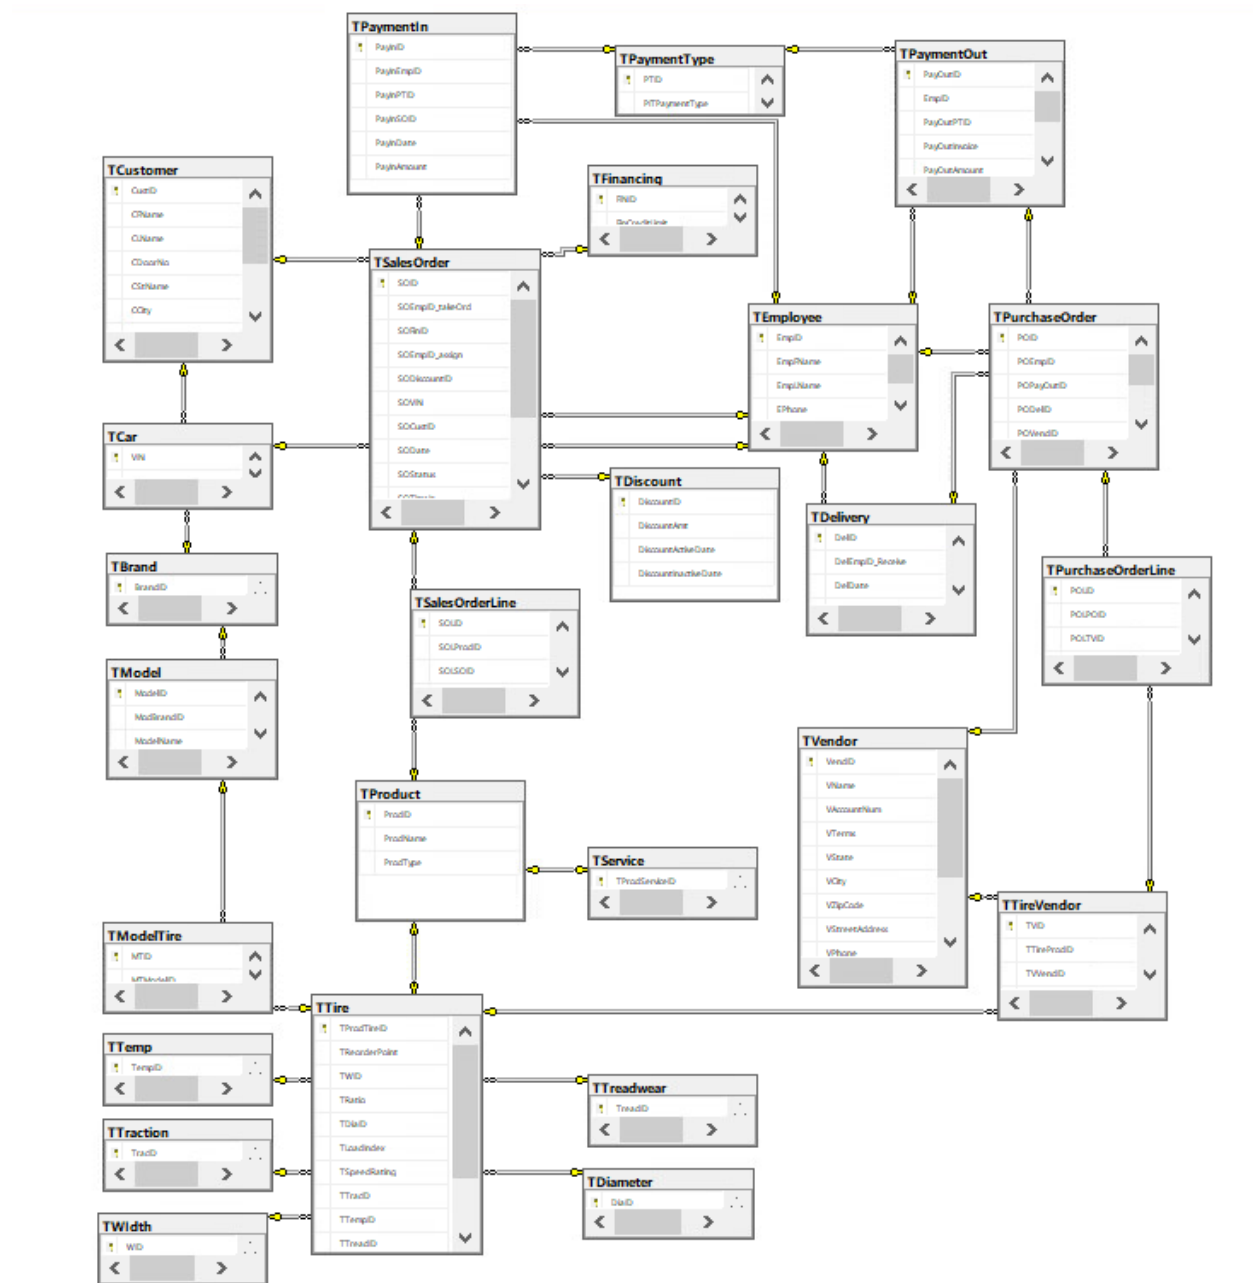 TPaymentIn
PayInID
PayInEmpID
PayInPTID
PayInSOID
PayInDate
PayInAmount
TPaymentType
PTID
PITPaymentType
TPaymentOut
PayOutID
EmpID
PayOutPTID
PayOutInvoice
PayOutAmount
TCustomer
CustID
CFName
CLName
CDoorNo
CStName
CCity
TFinancing
FINID
TSalesOrder
SOID
SOEmpID_takeOrd
SOFinID
SOEmpID_assign
SODiscountID
SOVIN
SOCustID
SODate
SOStatus
TEmployee
EmpID
EmpFName
EmpLName
EPhone
TPurchaseOrder
POID
POEmpID
POPayOutID
PODelID
POVendID
TCar
VIN
TDiscount
DiscountID
DiscountAmt
DiscountActiveDate
DiscountInactiveDate
TDelivery
DelID
DelEmpID_Receive
DelDate
TBrand
BrandID
TSalesOrderLine
SOLID
SOLProdID
SOLSOID
TPurchaseOrderLine
POLID
POLPOID
POLTVID
TModel
ModelID
ModBrandID
ModelName
TVendor
VendID
VName
VAccountNum
VTerms
VState
VCity
VZipCode
VStreetAddress
VPhone
TProduct
ProdID
ProdName
ProdType
TService
TProdServiceID
TTireVendor
TVID
TTireProdID
TVVendID
TModelTire
MTID
MTModelID
TTire
TProdTireID
TReorderPoint
TWID
TRatio
TDiaID
TLoadIndex
TSpeedRating
TTracID
TTempID
TTreadID
TTemp
TempID
TTreadwear
TreadID
TTraction
TracID
TDiameter
DiaID
TWidth
WID